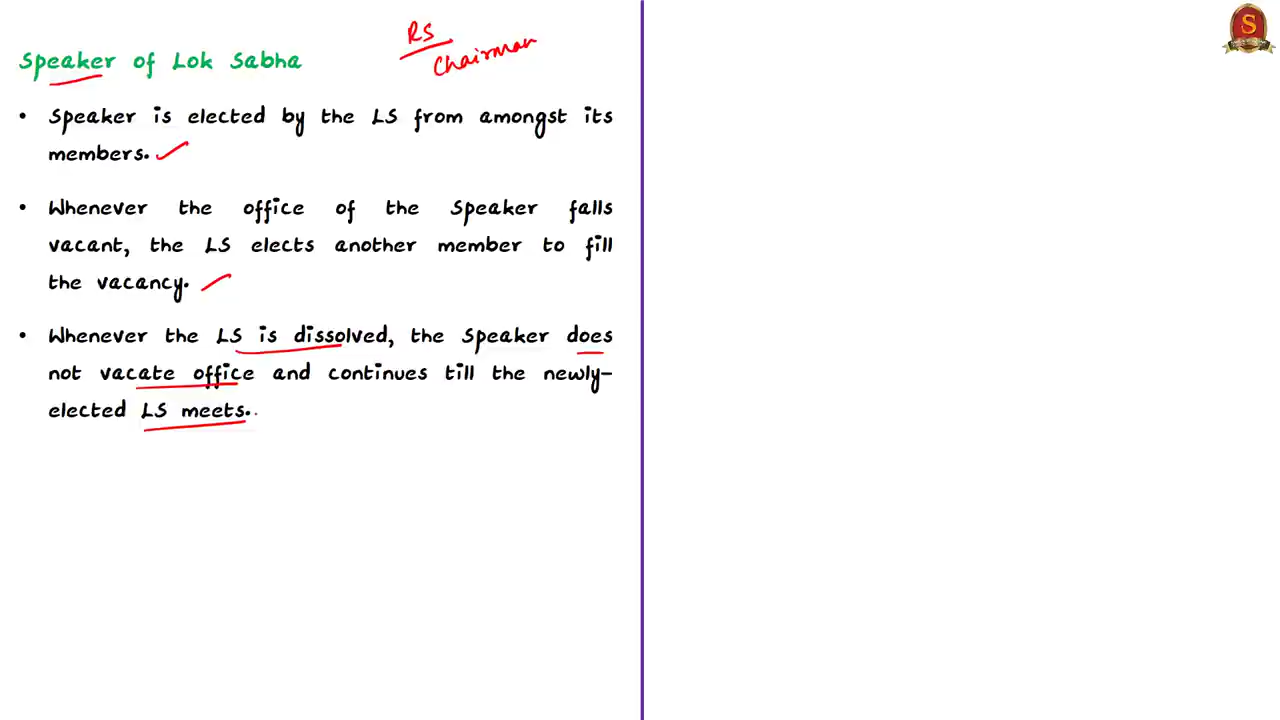 RS
Chairman
Speaker of Lok Sabha
• Speaker is elected by the LS from amongst its
members.
• Whenever the office of the Speaker falls
vacant, the LS elects another member to fill
the vacancy.
• Whenever the LS is dissolved, the Speaker does
not vacate office and continues till the newly-
elected LS meets.
S